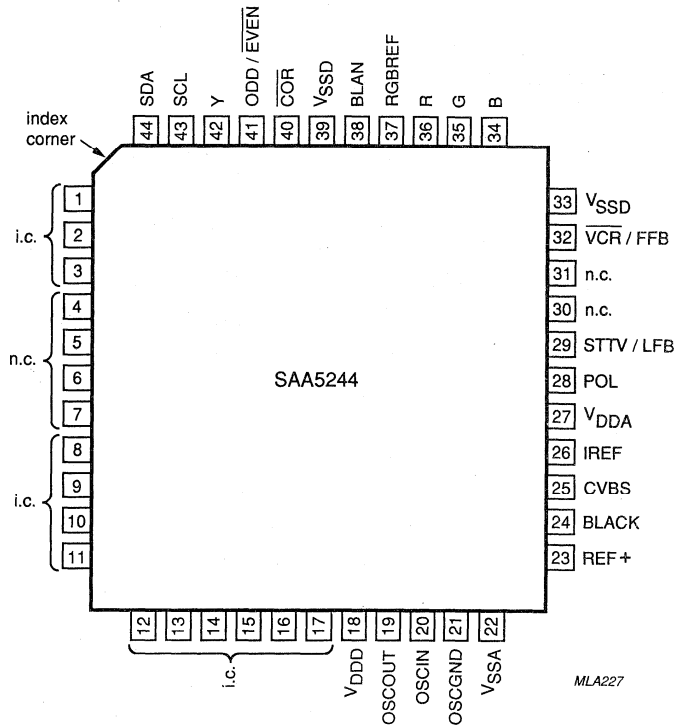 SDA
SCL
Y
ODD / EVEN
COR
VSSD
BLAN
RGBREF
R
G
B
44
43
42
41
40
39
38
37
36
35
34
index
corner
1
2
3
i.c.
4
5
6
7
n.c.
8
9
10
11
i.c.
SAA5244
33 VSSD
32 VCR / FFB
31 n.c.
30 n.c.
29 STTV / LFB
28 POL
27 VDDA
26 IREF
25 CVBS
24 BLACK
23 REF+
12
13
14
15
16
17
18
19
20
21
22
i.c.
VDDD
OSCOUT
OSCIN
OSCGND
VSSA
MLA227